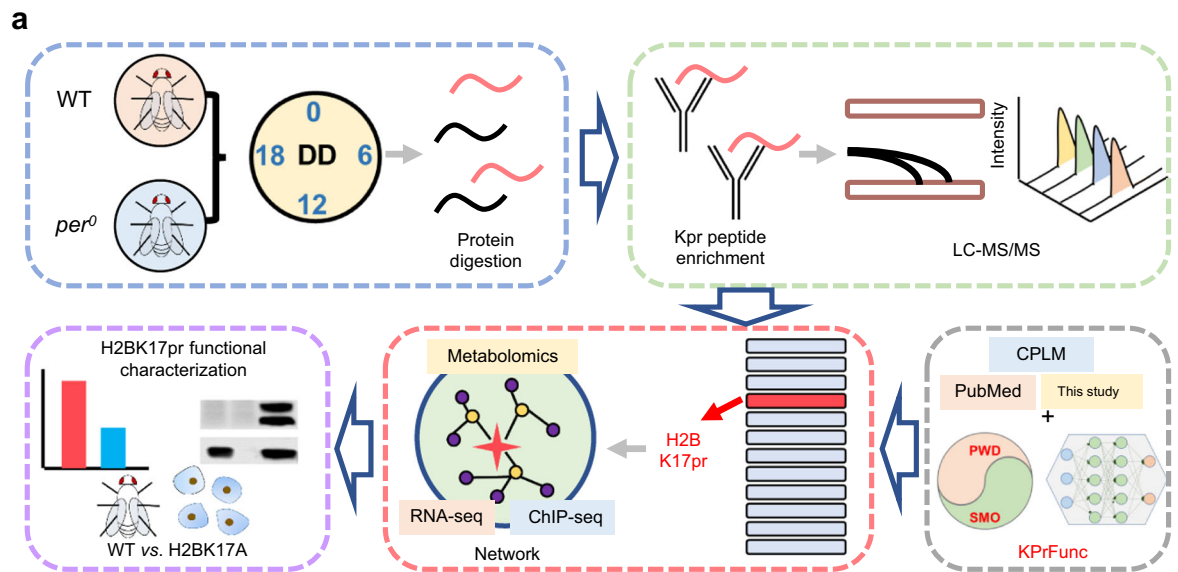 a
WT
per⁰
0
18 DD 6
12
Protein
digestion
Kpr peptide
enrichment
Intensity
LC-MS/MS
H2BK17pr functional
characterization
WT vs. H2BK17A
Metabolomics
RNA-seq
ChIP-seq
Network
H2B
K17pr
CPLM
PubMed
This study
+
PWD
SMO
KPrFunc